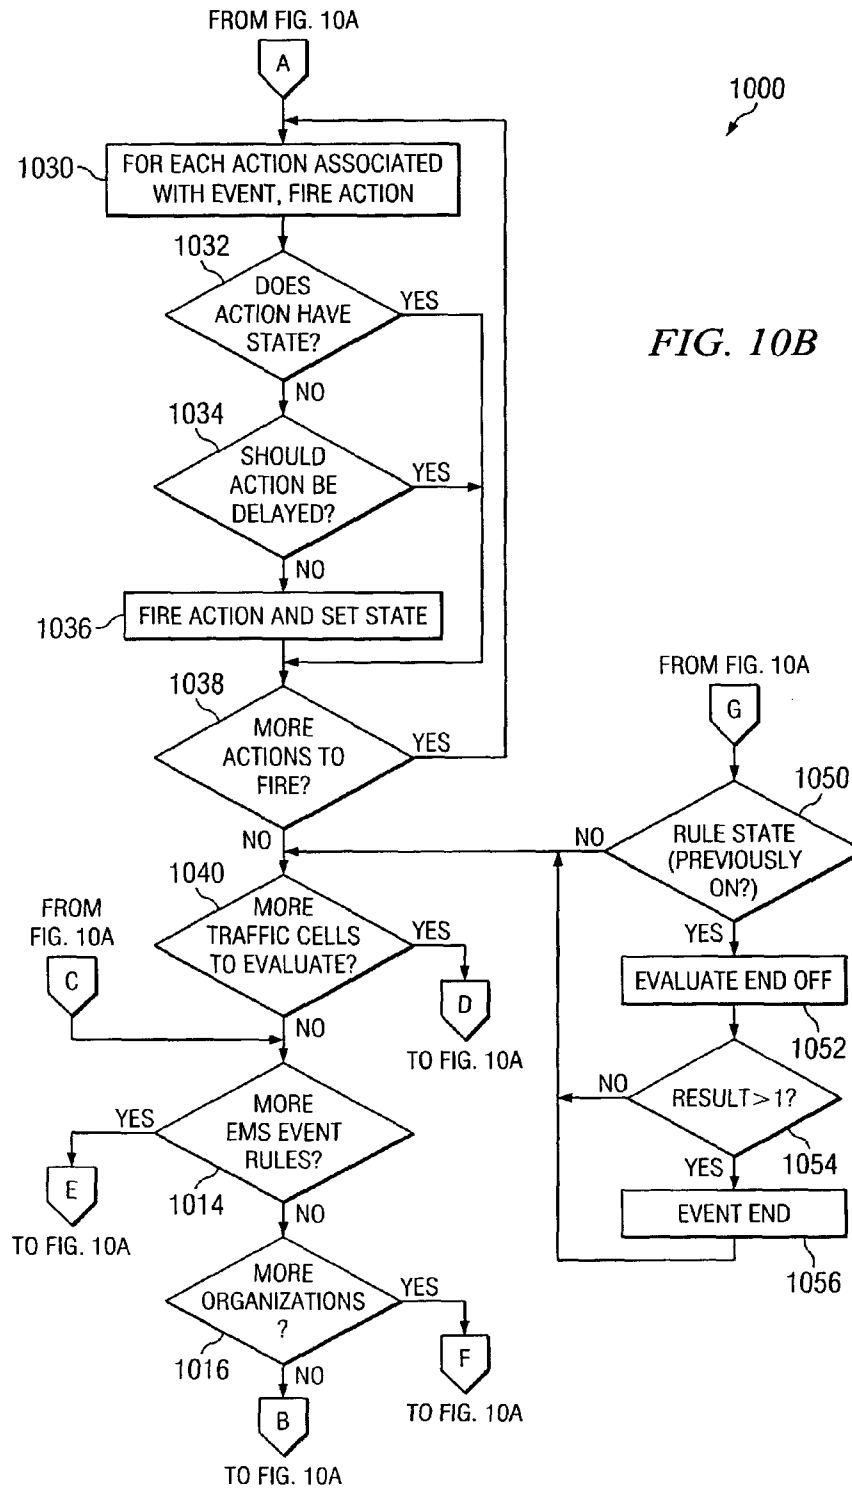 FROM FIG. 10A
A
1000
1030
FOR EACH ACTION ASSOCIATED
WITH EVENT, FIRE ACTION
1032
DOES
ACTION HAVE
STATE?
YES
FIG. 10B
NO
1034
SHOULD
ACTION BE
DELAYED?
YES
NO
1036
FIRE ACTION AND SET STATE
1038
MORE
ACTIONS TO
FIRE?
YES
NO
FROM FIG. 10A
G
1050
RULE STATE
(PREVIOUSLY
ON?)
NO
YES
EVALUATE END OFF
1052
RESULT>1?
NO
1054
YES
EVENT END
1056
1040
MORE
TRAFFIC CELLS
TO EVALUATE?
YES
D
TO FIG. 10A
NO
FROM
FIG. 10A
C
MORE
EMS EVENT
RULES?
1014
YES
E
TO FIG. 10A
NO
MORE
ORGANIZATIONS
?
1016
YES
F
TO FIG. 10A
NO
B
TO FIG. 10A